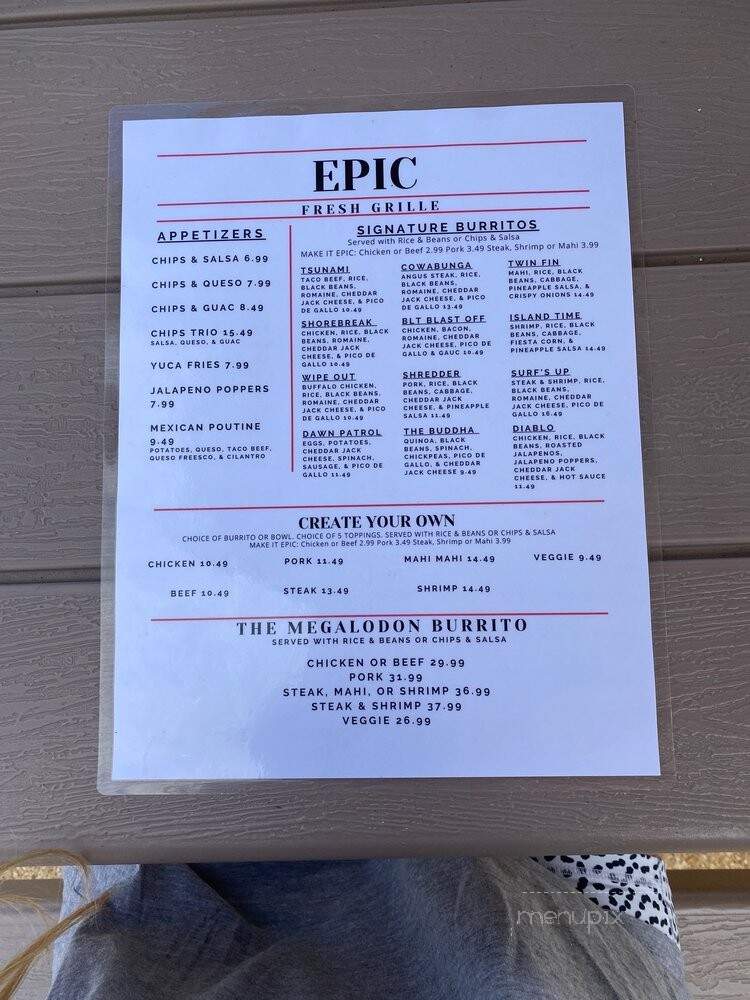 EPIC
FRESH GRILLE
APPETIZERS
CHIPS & SALSA 6.99
CHIPS & QUESO 7.99
CHIPS & GUAC 8.49
CHIPS TRIO 15.49
SALSA, QUESO, & GUAC
YUCA FRIES 7.99
JALAPENO POPPERS
7.99
MEXICAN POUTINE
9.49
POTATOES, QUESO, TACO BEEF,
QUESO FREESCO, & CILANTRO
SIGNATURE BURRITOS
Served with Rice & Beans or Chips & Salsa
MAKE IT EPIC: Chicken or Beef 2.99 Pork 3.49 Steak, Shrimp or Mahi 3.99
TSUNAMI
TACO BEEF, RICE,
BLACK BEANS,
ROMAINE, CHEDDAR
JACK CHEESE, & PICO
DE GALLO 10.49
SHOREBREAK
CHICKEN, RICE, BLACK
BEANS, ROMAINE,
CHEDDAR JACK
CHEESE, & PICO DE
GALLO 10.49
WIPE OUT
BUFFALO CHICKEN,
RICE, BLACK BEANS,
ROMAINE, CHEDDAR
JACK CHEESE, & PICO
DE GALLO 10.49
DAWN PATROL
EGGS, POTATOES,
CHEDDAR JACK
CHEESE, SPINACH,
SAUSAGE, & PICO DE
GALLO 11.49
COWABUNGA
ANGUS STEAK, RICE,
BLACK BEANS,
ROMAINE, CHEDDAR
JACK CHEESE, & PICO
DE GALLO 13.49
BLT BLAST OFF
CHICKEN, BACON,
ROMAINE, CHEDDAR
JACK CHEESE, PICO DE
GALLO & GAUC 10.49
SHREDDER
PORK, RICE, BLACK
BEANS, CABBAGE,
CHEDDAR JACK
CHEESE, & PINEAPPLE
SALSA 11.49
THE BUDDHA
QUINOA, BLACK
BEANS, SPINACH,
CHICKPEAS, PICO DE
GALLO, & CHEDDAR
JACK CHEESE 9.49
TWIN FIN
MAHI, RICE, BLACK
BEANS, CABBAGE,
PINEAPPLE SALSA, &
CRISPY ONIONS 14.49
ISLAND TIME
SHRIMP, RICE, BLACK
BEANS, CABBAGE,
FIESTA CORN, &
PINEAPPLE SALSA 14.49
SURF'S UP
STEAK & SHRIMP, RICE,
BLACK BEANS,
ROMAINE, CHEDDAR
JACK CHEESE, PICO DE
GALLO 16.49
DIABLO
CHICKEN, RICE, BLACK
BEANS, ROASTED
JALAPENOS,
JALAPENO POPPERS,
CHEDDAR JACK
CHEESE, & HOT SAUCE
11.49
CREATE YOUR OWN
CHOICE OF BURRITO OR BOWL. CHOICE OF 5 TOPPINGS. SERVED WITH RICE & BEANS OR CHIPS & SALSA
MAKE IT EPIC: Chicken or Beef 2.99 Pork 3.49 Steak, Shrimp or Mahi 3.99
CHICKEN 10.49 PORK 11.49 MAHI MAHI 14.49 VEGGIE 9.49
BEEF 10.49 STEAK 13.49 SHRIMP 14.49
THE MEGALODON BURRITO
SERVED WITH RICE & BEANS OR CHIPS & SALSA
CHICKEN OR BEEF 29.99
PORK 31.99
STEAK, MAHI, OR SHRIMP 36.99
STEAK & SHRIMP 37.99
VEGGIE 26.99
menupix